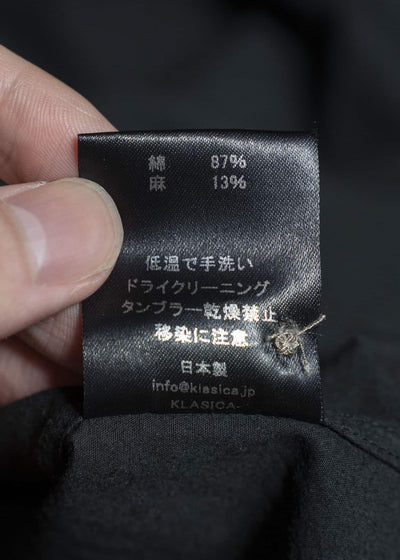 綿 87%
麻 13%
低温で手洗い
ドライクリーニング
タンブラー乾燥禁止
移染に注意
日本製
info@klasica.jp
KLASICA-